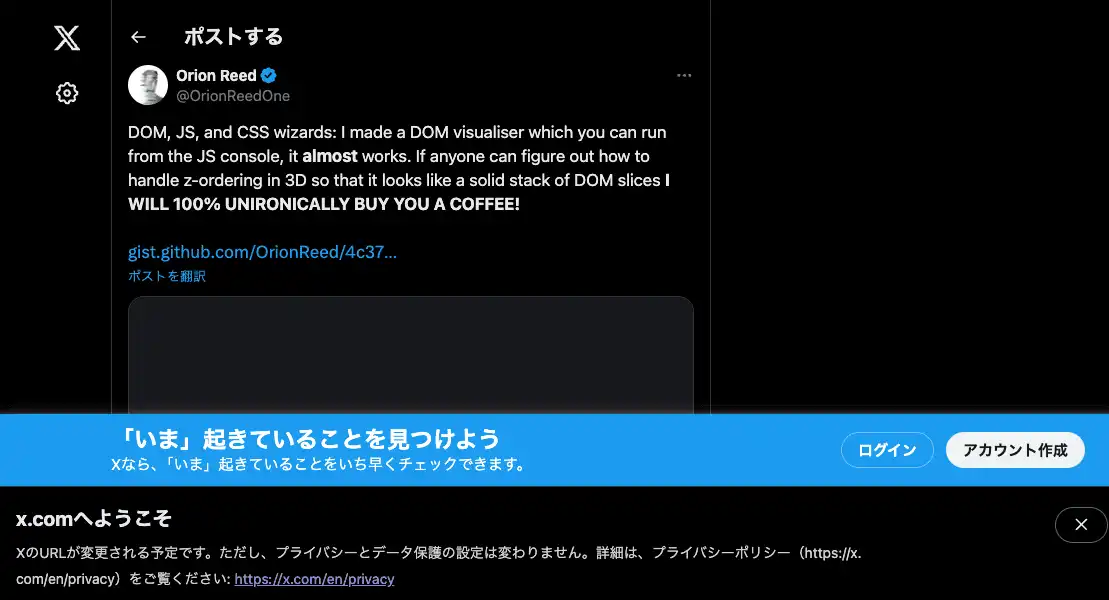 ポストする
Orion Reed
@OrionReedOne
DOM, JS, and CSS wizards: I made a DOM visualiser which you can run
from the JS console, it almost works. If anyone can figure out how to
handle z-ordering in 3D so that it looks like a solid stack of DOM slices I
WILL 100% UNIRONICALLY BUY YOU A COFFEE!
gist.github.com/OrionReed/4c37...
ポストを翻訳
「いま」起きていることを見つけよう
Xなら、「いま」起きていることをいち早くチェックできます。
ログイン
アカウント作成
x.comへようこそ
XのURLが変更される予定です。ただし、プライバシーとデータ保護の設定は変わりません。詳細は、プライバシーポリシー（https://x.
com/en/privacy）をご覧ください: https://x.com/en/privacy